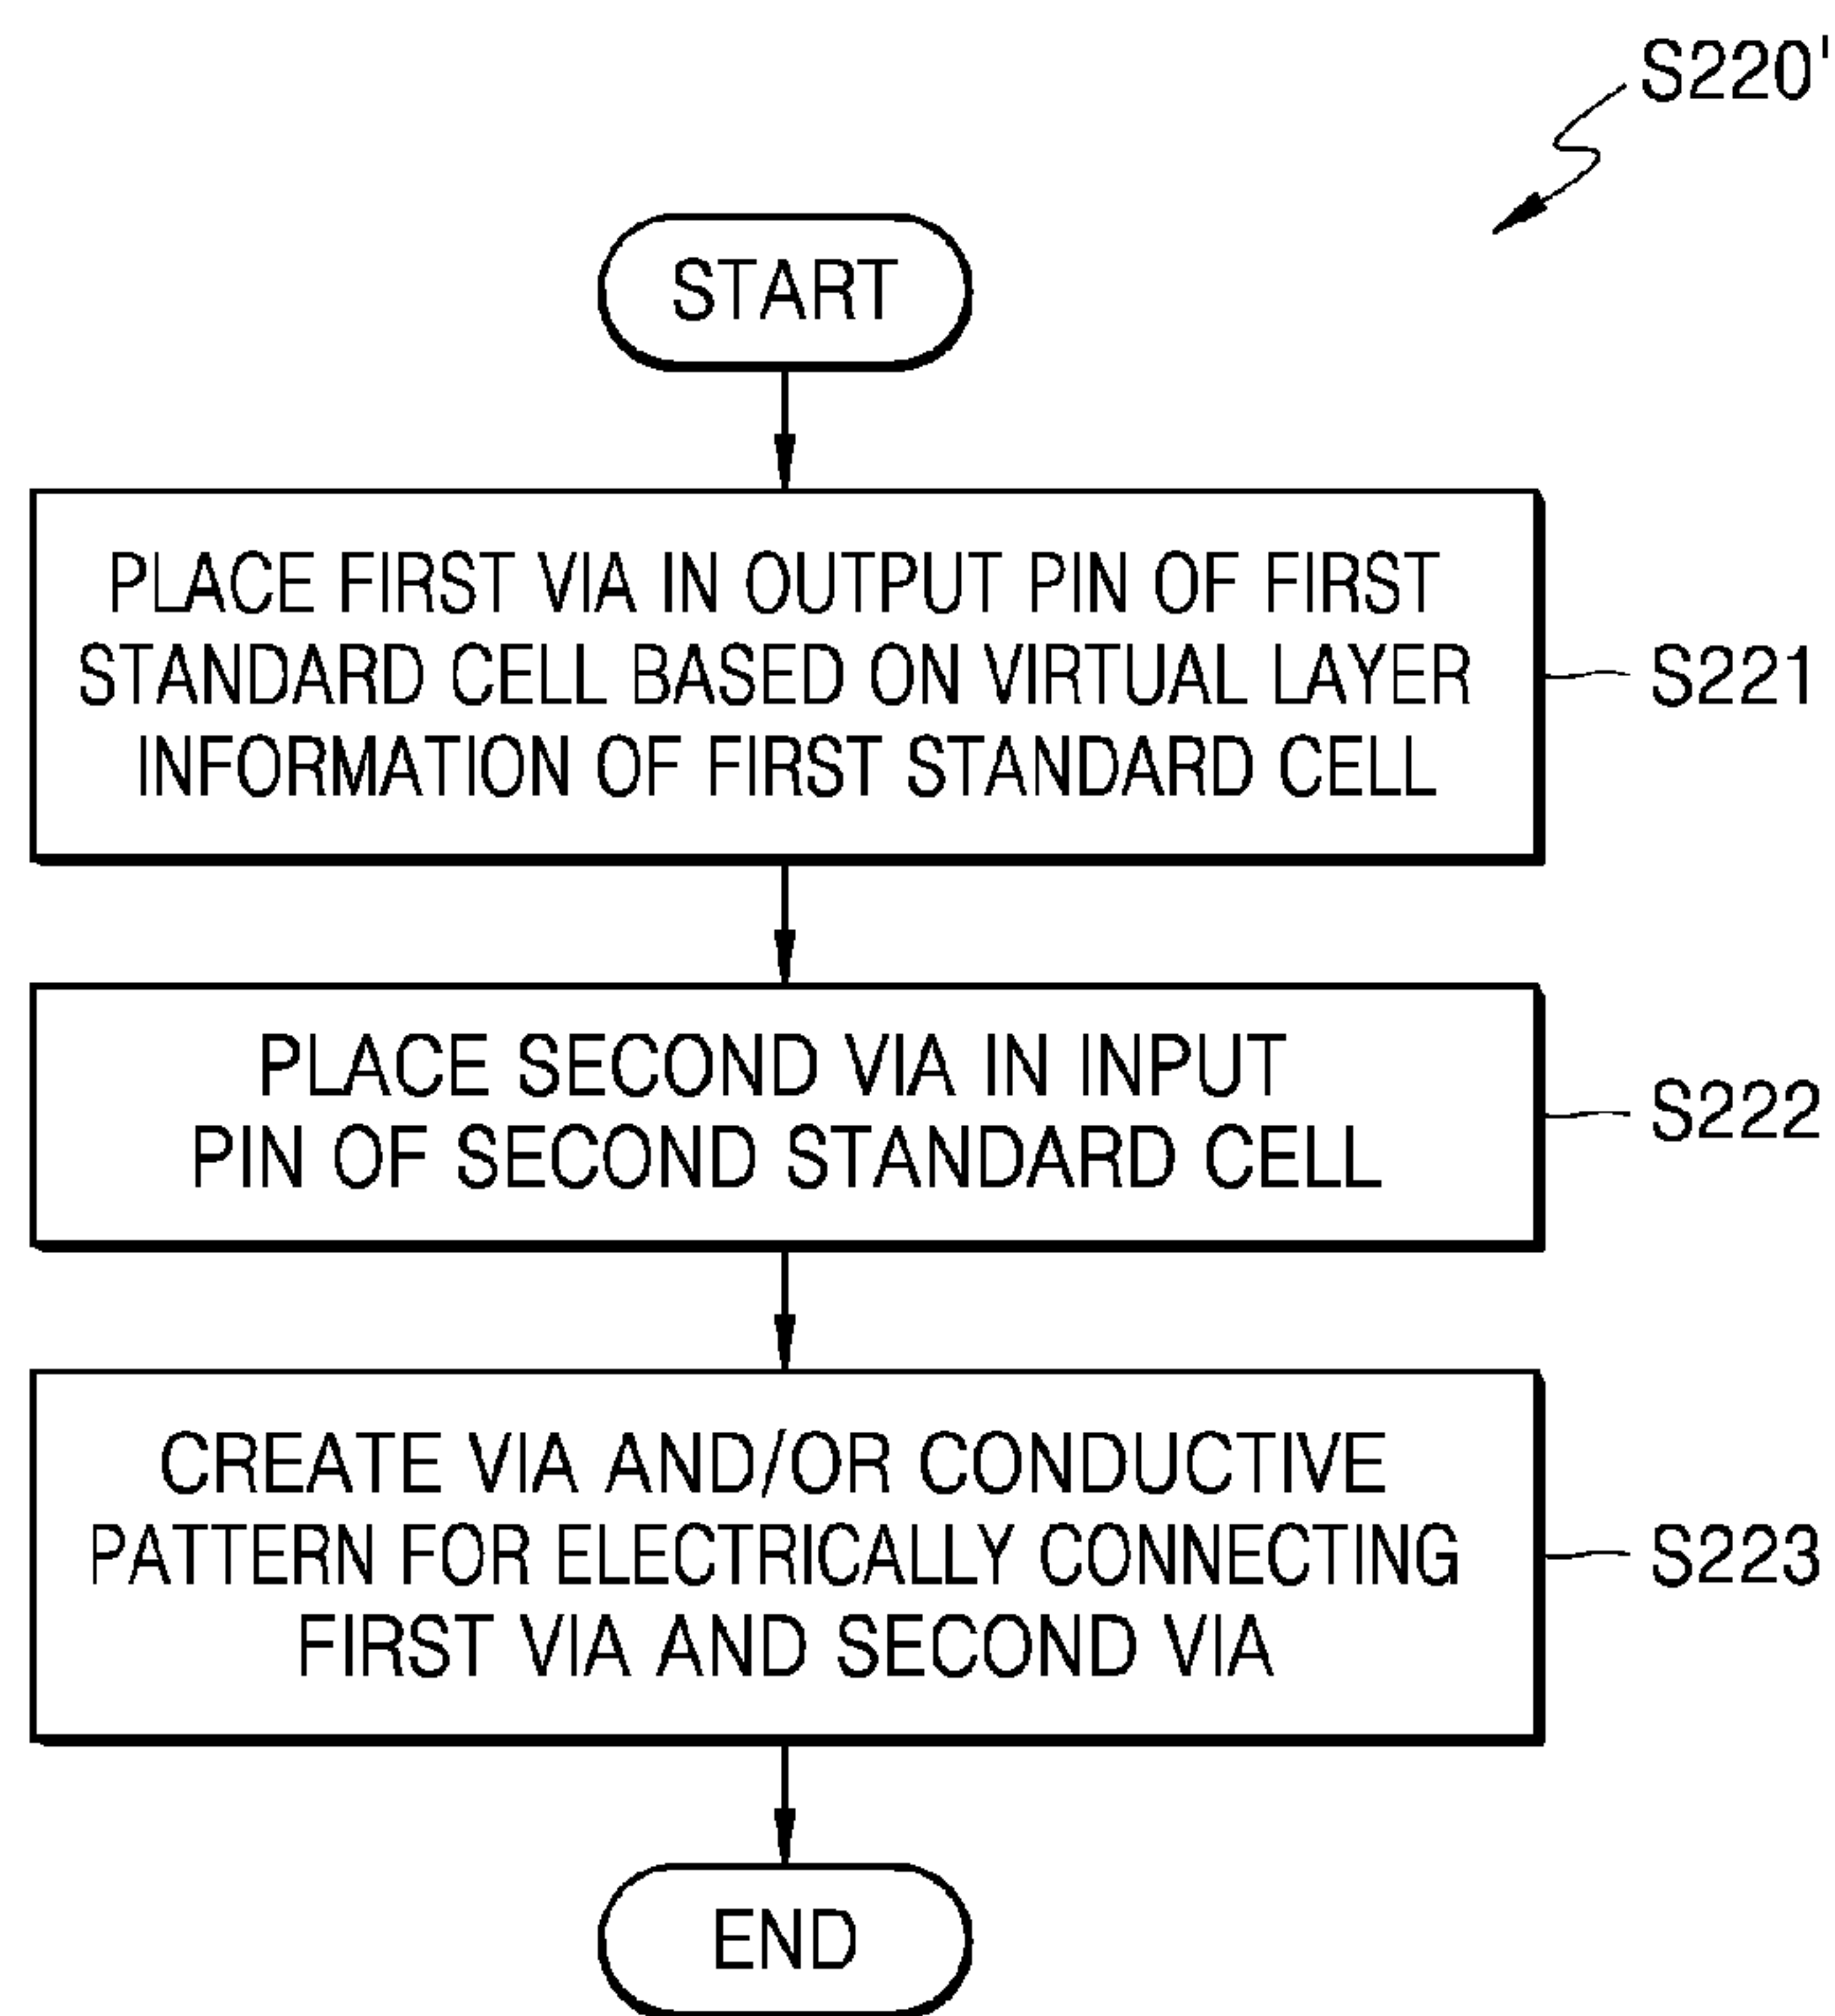 S220'
START
PLACE FIRST VIA IN OUTPUT PIN OF FIRST
STANDARD CELL BASED ON VIRTUAL LAYER
INFORMATION OF FIRST STANDARD CELL
S221
PLACE SECOND VIA IN INPUT
PIN OF SECOND STANDARD CELL
S222
CREATE VIA AND/OR CONDUCTIVE
PATTERN FOR ELECTRICALLY CONNECTING
FIRST VIA AND SECOND VIA
S223
END